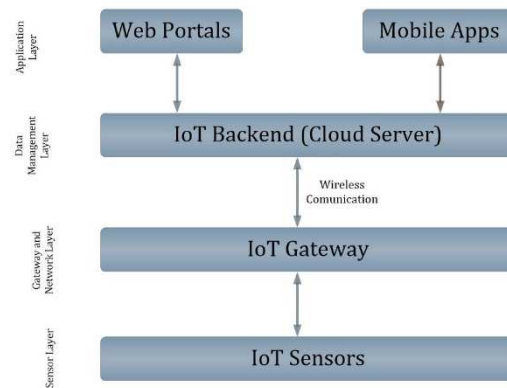 Application
Layer
Web Portals
Mobile Apps
Data
Management
Layer
IoT Backend (Cloud Server)
Wireless
Comunication
Gateway and
Network Layer
IoT Gateway
Sensor Layer
IoT Sensors